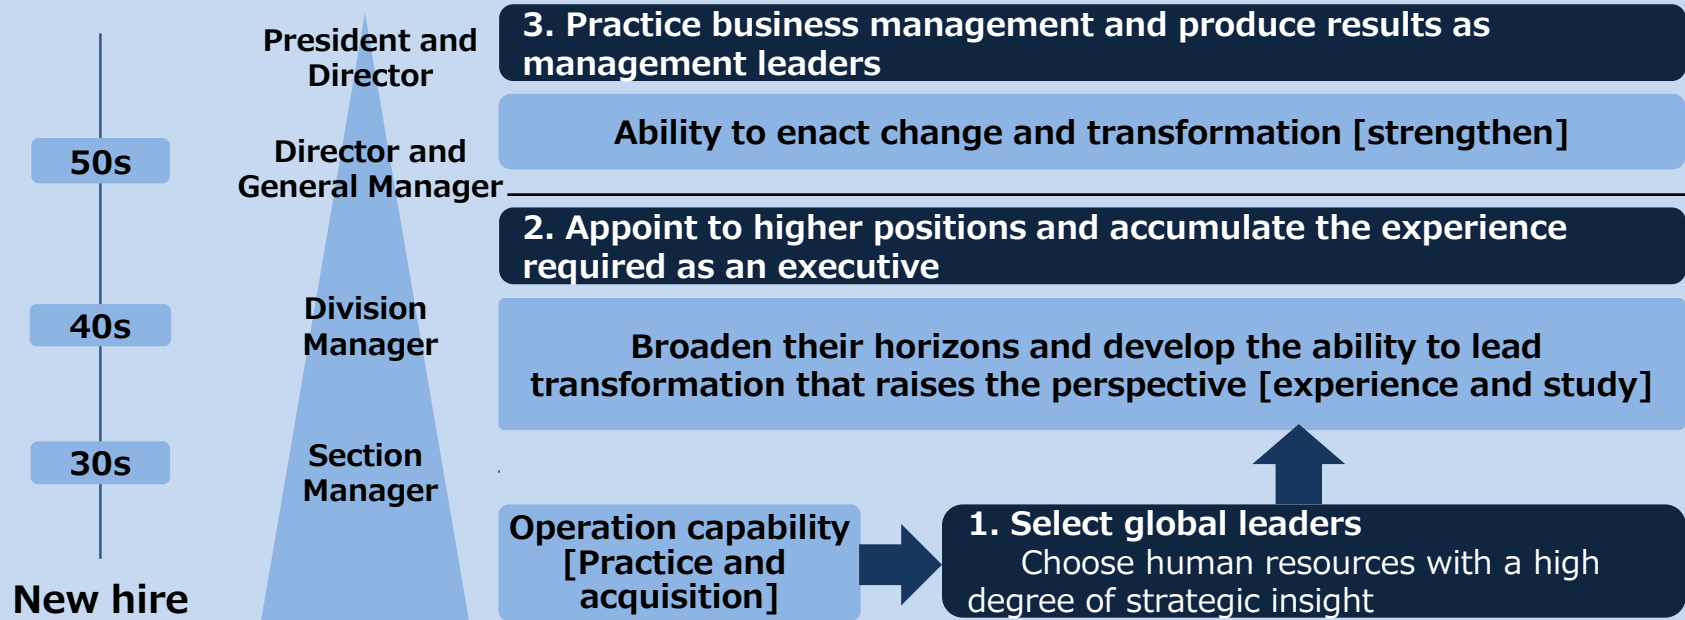 President and
Director
3. Practice business management and produce results as
management leaders
Ability to enact change and transformation [strengthen]
50s
Director and
General Manager
2. Appoint to higher positions and accumulate the experience
required as an executive
40s
Division
Manager
Broaden their horizons and develop the ability to lead
transformation that raises the perspective [experience and study]
30s
Section
Manager
Operation capability
[Practice and
acquisition]
1. Select global leaders
Choose human resources with a high
degree of strategic insight
New hire